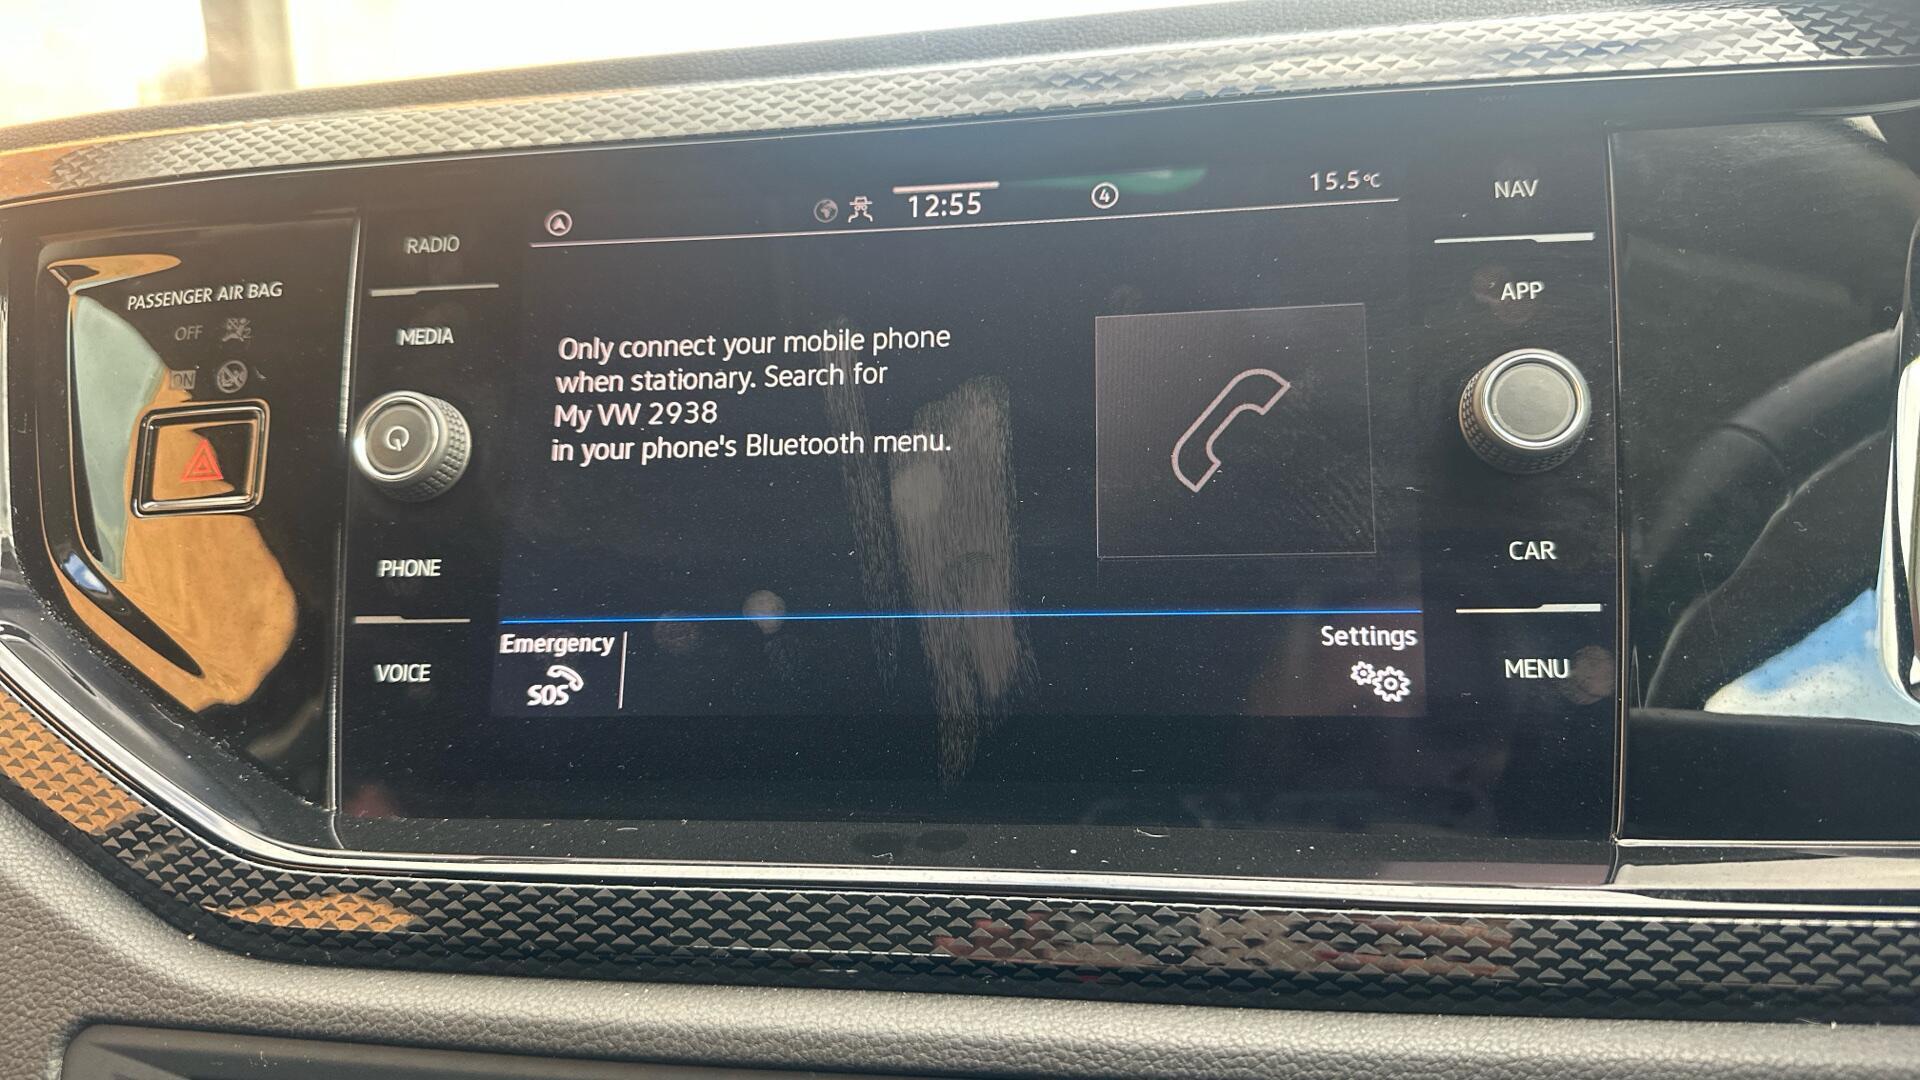 12:55
4
15.5°C
RADIO
MEDIA
PHONE
VOICE
PASSENGER AIR BAG
OFF
ON
Only connect your mobile phone
when stationary. Search for
My VW 2938
in your phone's Bluetooth menu.
Emergency
SOS
Settings
NAV
APP
CAR
MENU